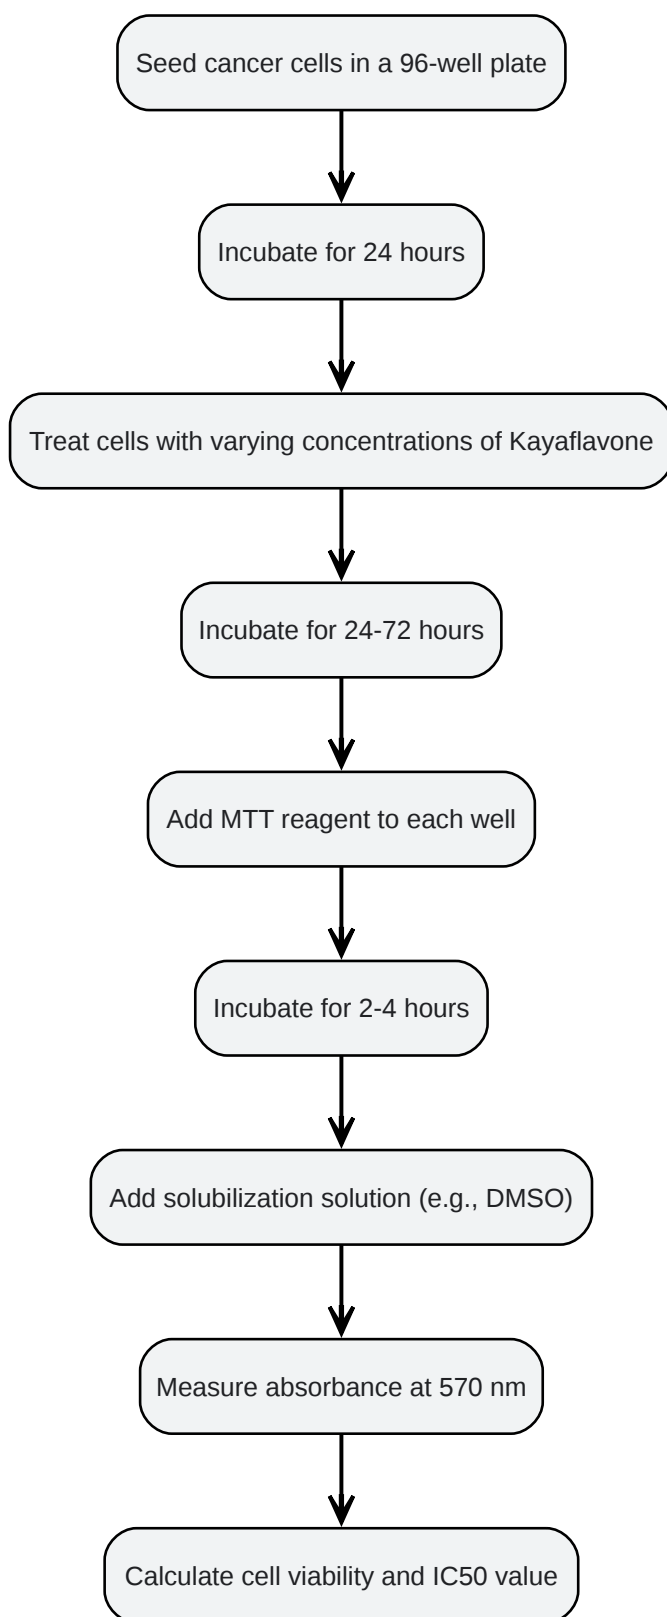 Seed cancer cells in a 96-well plate
Incubate for 24 hours
Treat cells with varying concentrations of Kayaflavone
Incubate for 24-72 hours
Add MTT reagent to each well
Incubate for 2-4 hours
Add solubilization solution (e.g., DMSO)
Measure absorbance at 570 nm
Calculate cell viability and IC50 value